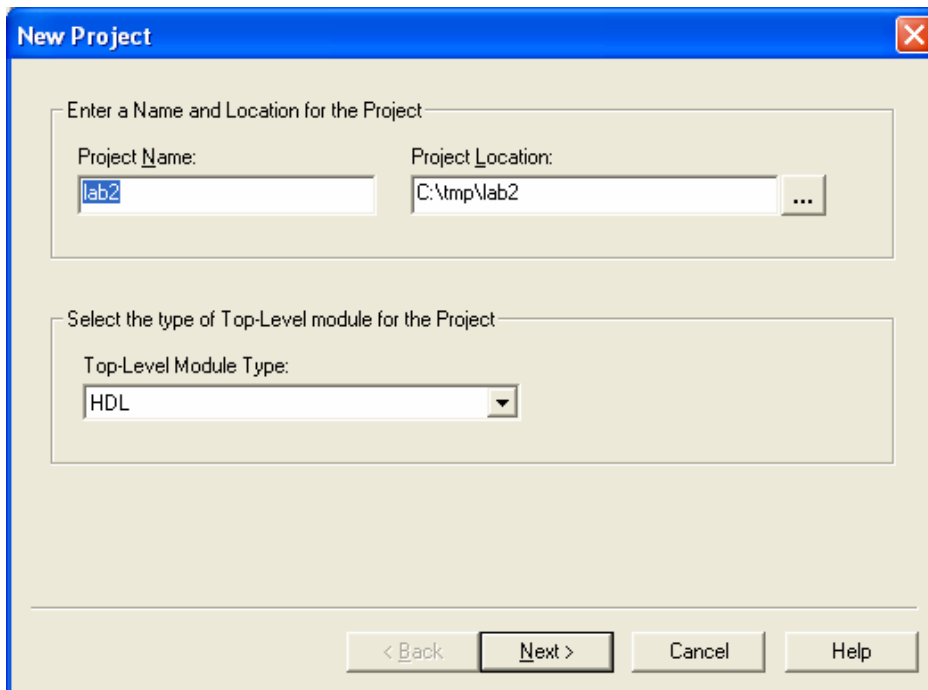 New Project
Enter a Name and Location for the Project
Project Name: Project Location:
lab2 C:\tmp\lab2 ...
Select the type of Top-Level module for the Project
Top-Level Module Type:
HDL
< Back Next > Cancel Help